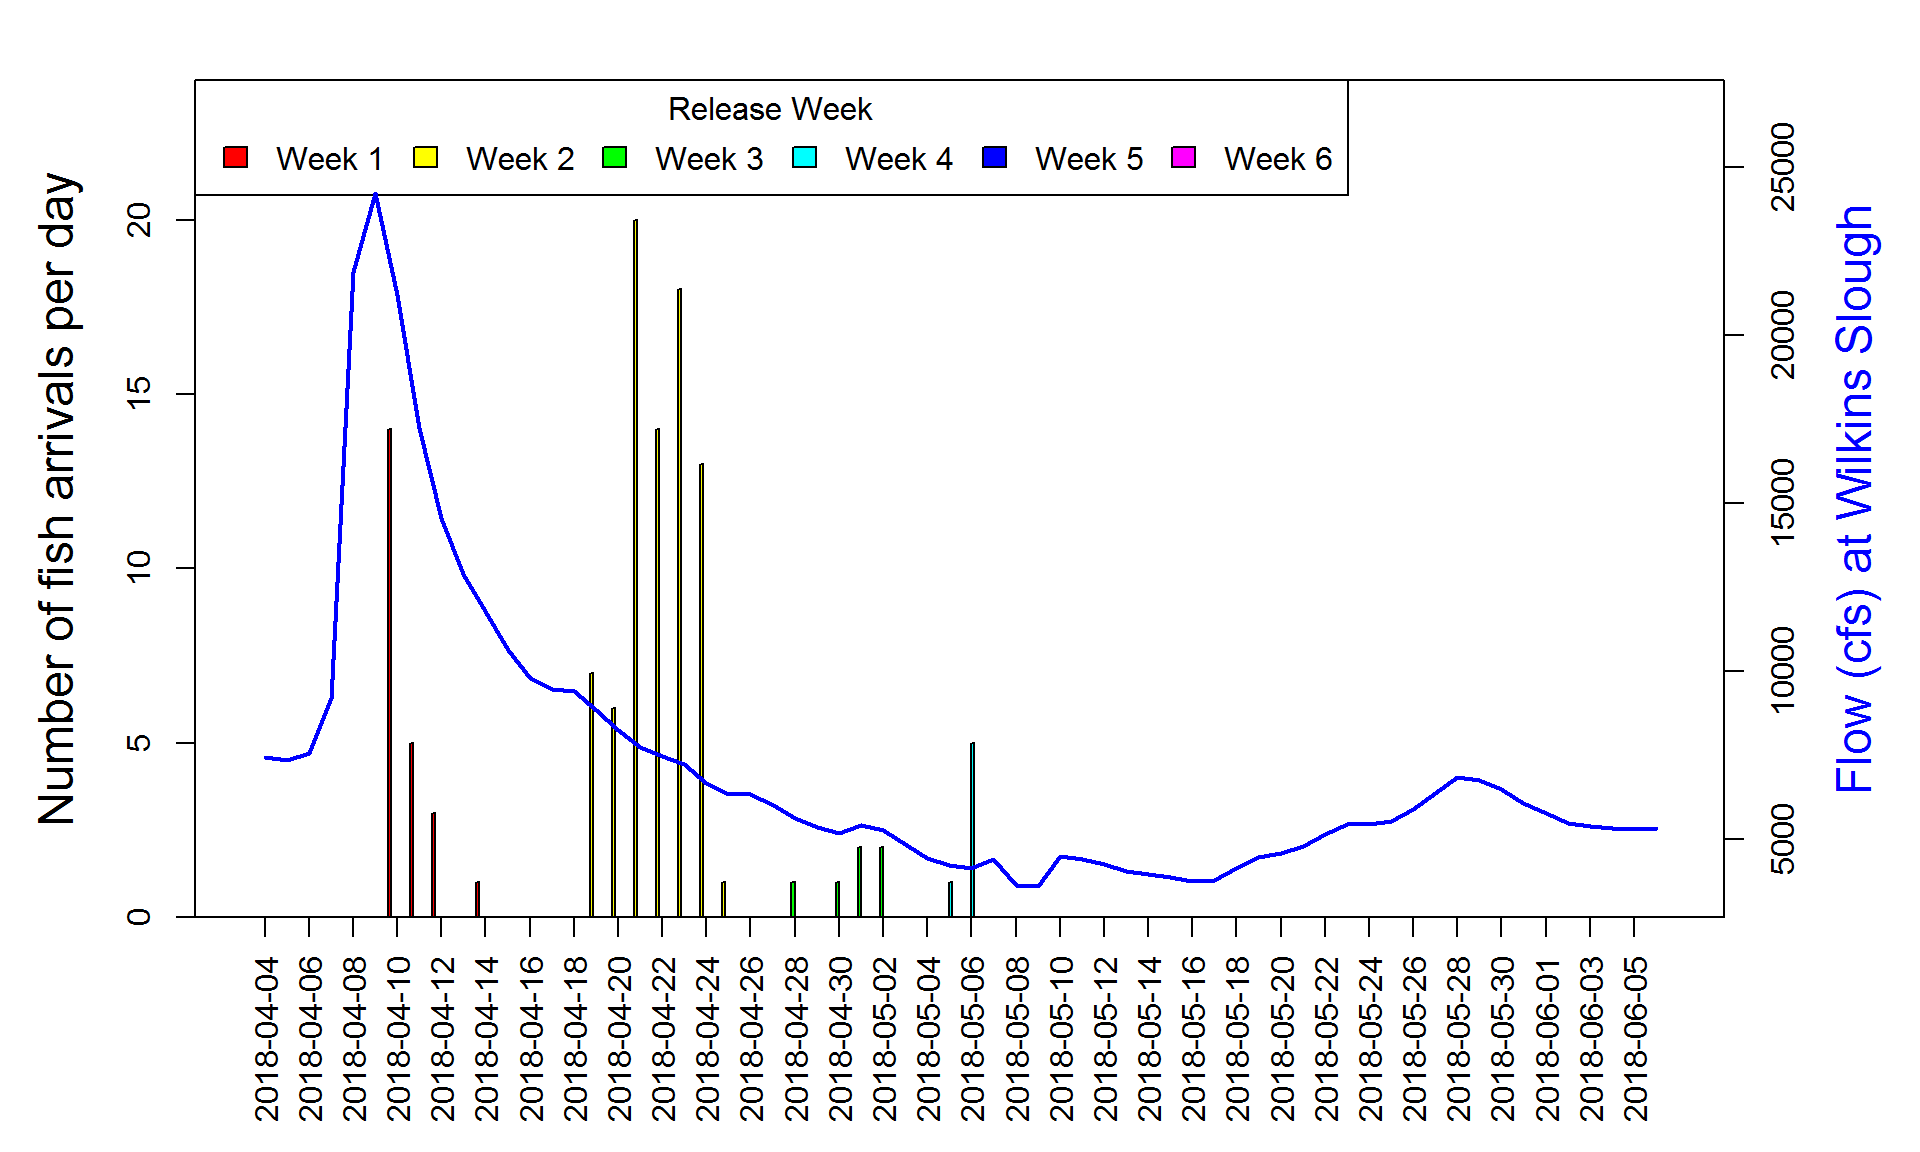 Release Week
Week 1 Week 2 Week 3 Week 4 Week 5 Week 6
Number of fish arrivals per day
0 5 10 15 20
5000 10000 15000 20000 25000
Flow (cfs) at Wilkins Slough
2018-04-04 2018-04-06 2018-04-08 2018-04-10 2018-04-12 2018-04-14 2018-04-16 2018-04-18 2018-04-20 2018-04-22 2018-04-24 2018-04-26 2018-04-28 2018-04-30 2018-05-02 2018-05-04 2018-05-06 2018-05-08 2018-05-10 2018-05-12 2018-05-14 2018-05-16 2018-05-18 2018-05-20 2018-05-22 2018-05-24 2018-05-26 2018-05-28 2018-05-30 2018-06-01 2018-06-03 2018-06-05